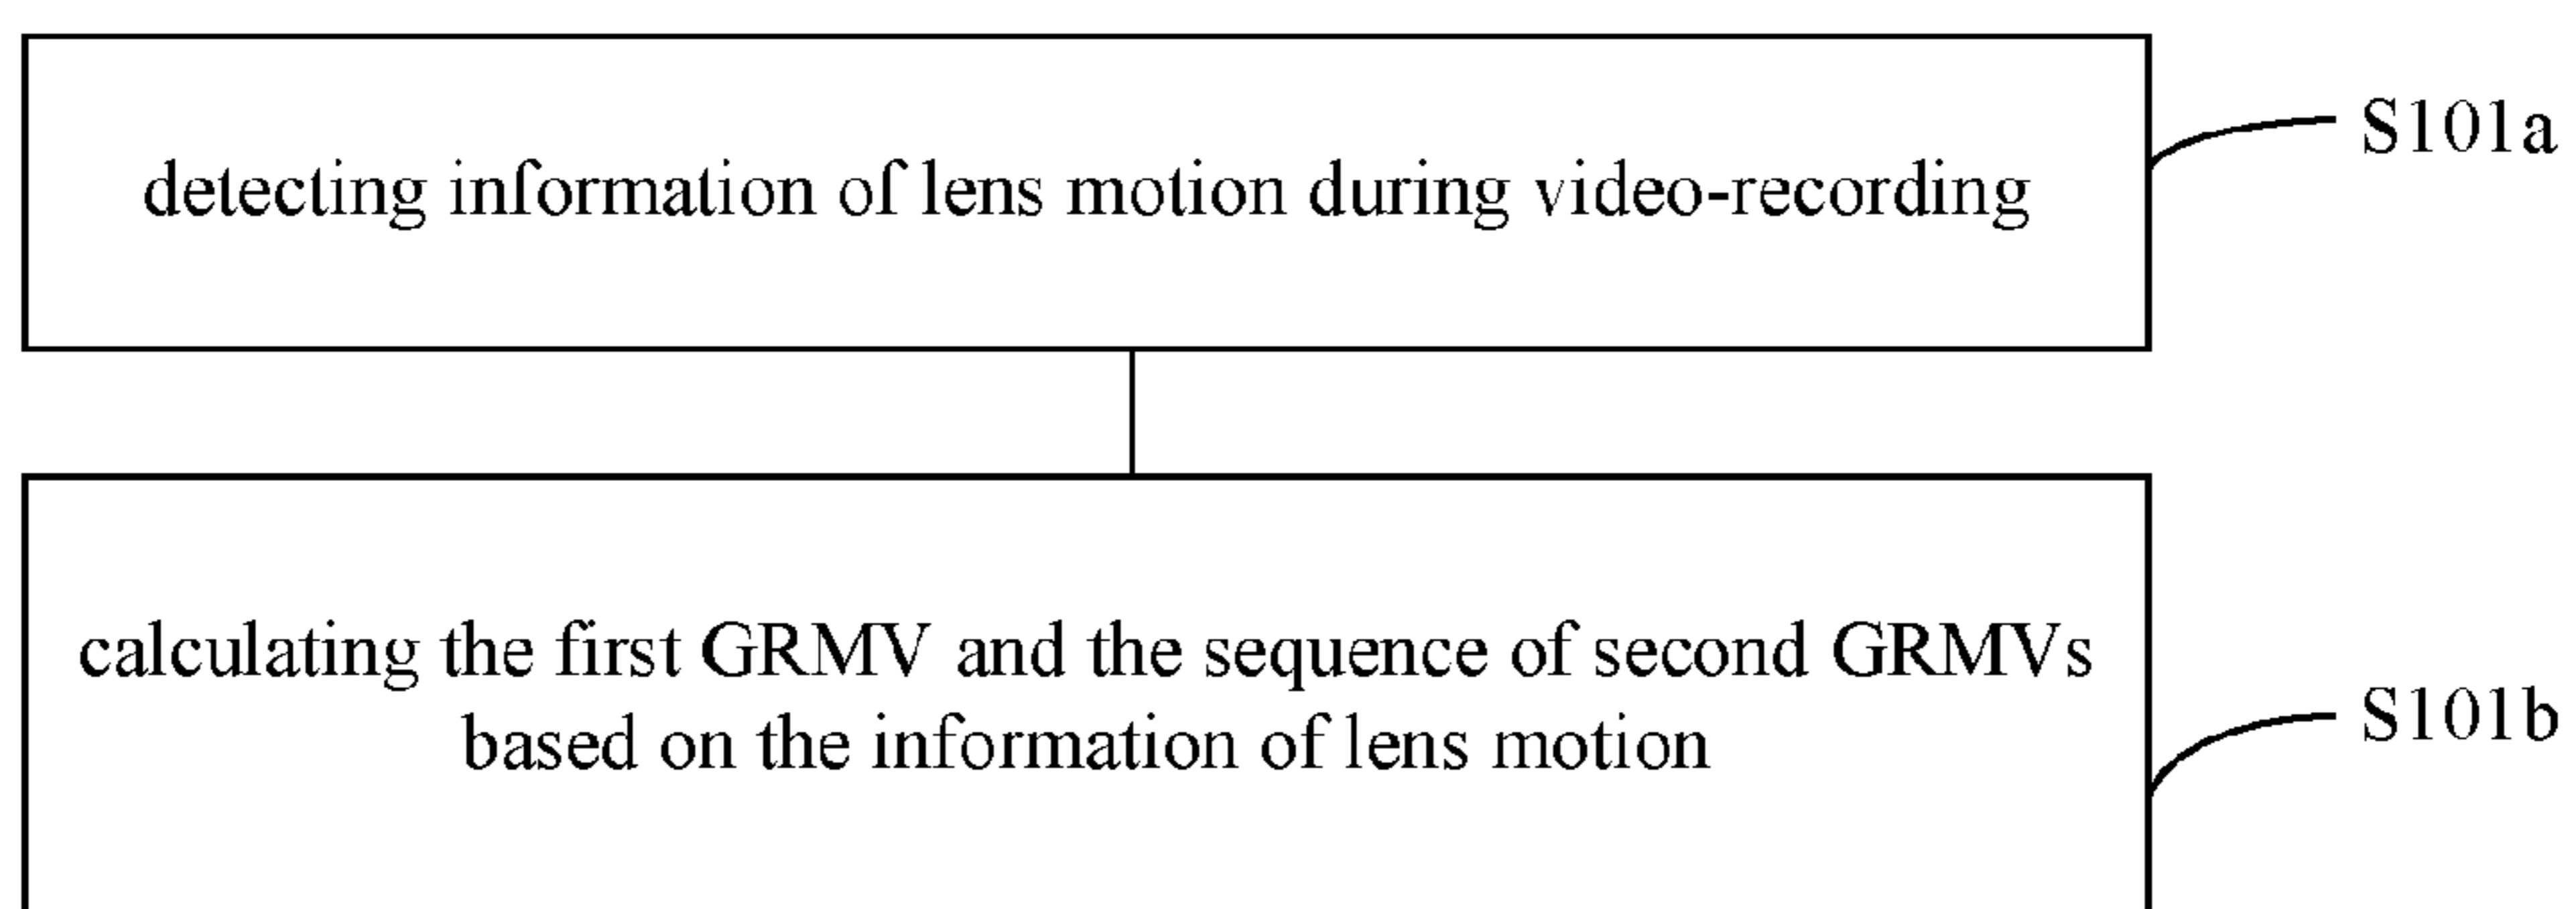 detecting information of lens motion during video-recording
S101a
calculating the first GRMV and the sequence of second GRMVs
based on the information of lens motion
S101b